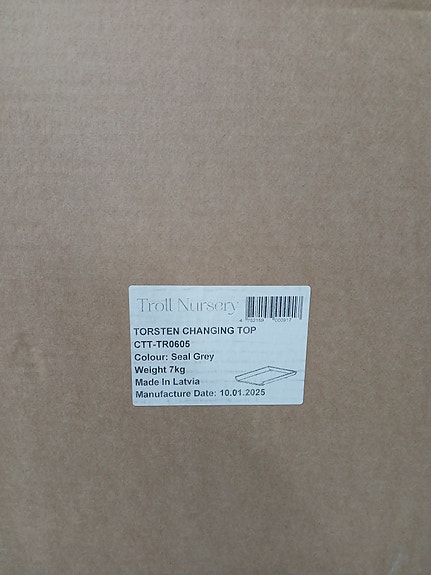 Troll Nursery
TORSTEN CHANGING TOP
CTT-TR0605
Colour: Seal Grey
Weight 7kg
Made In Latvia
Manufacture Date: 10.01.2025